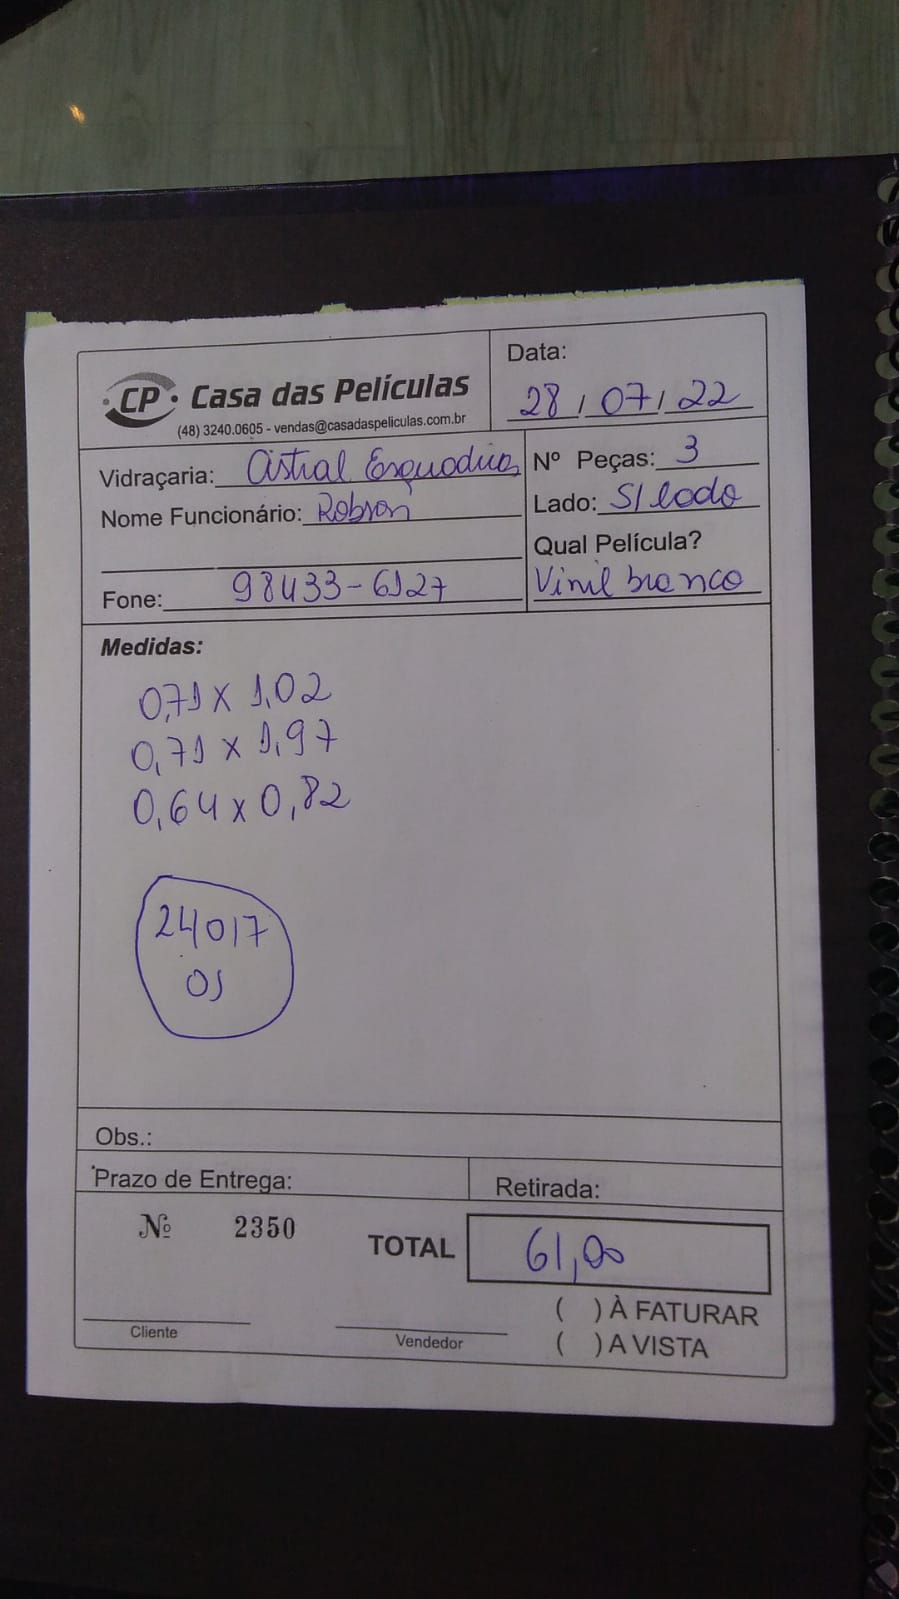 CP Casa das Películas
(48) 3240.0605 - vendas@casadaspeliculas.com.br
Data:
28 / 07 / 22
Vidraçaria: Astral Esquadrias
Nome Funcionário: Robson
Fone: 98433-6127
Nº Peças: 3
Lado: S/ lado
Qual Película?
Vinil branco
Medidas:
0,71 x 1,02
0,71 x 1,97
0,64 x 0,82
24017
OS
Obs.:
Prazo de Entrega:
Retirada:
Nº 2350
TOTAL 61,00
( ) À FATURAR
( ) A VISTA
Cliente
Vendedor